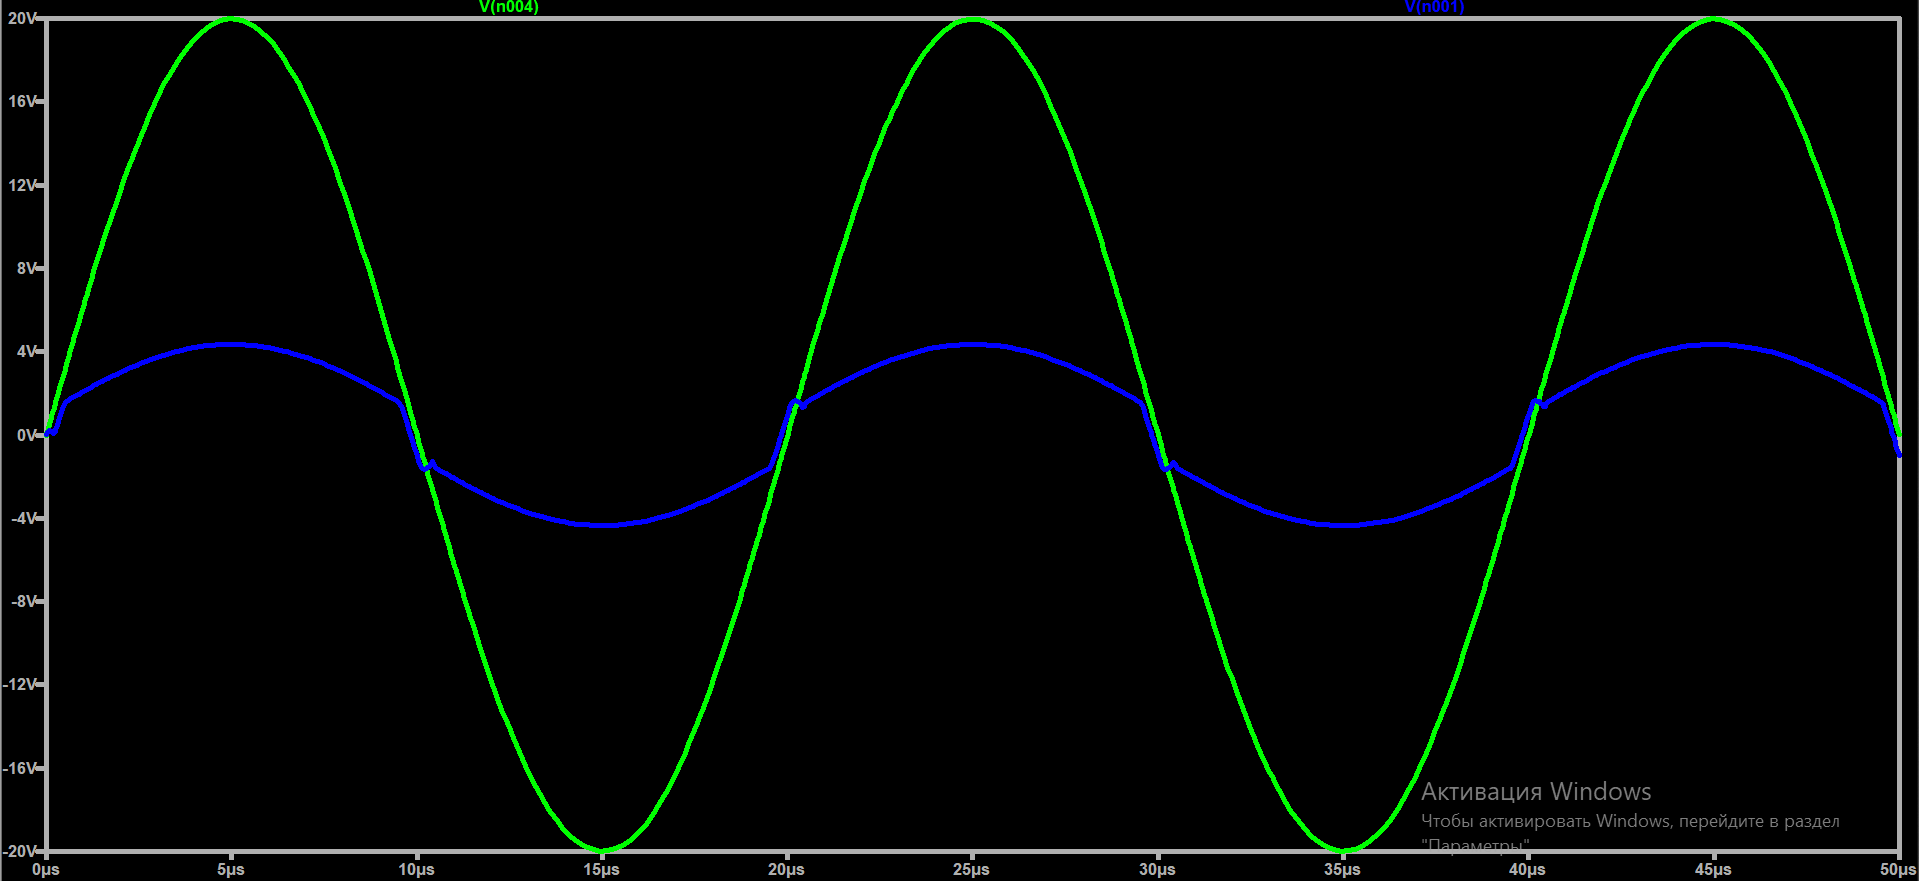 V(n004) V(n001)
20V
16V
12V
8V
4V
0V
-4V
-8V
-12V
-16V
-20V
0µs 5µs 10µs 15µs 20µs 25µs 30µs 35µs 40µs 45µs 50µs
Активация Windows
Чтобы активировать Windows, перейдите в раздел
"Параметры".